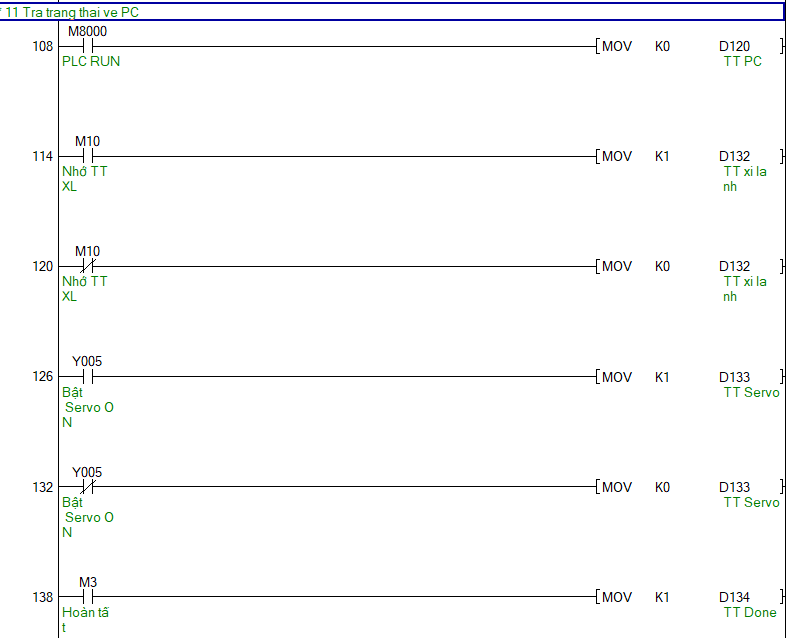 * 11 Tra trang thai ve PC
M8000
108 MOV K0 D120
PLC RUN TT PC
M10
114 MOV K1 D132
Nhớ TT TT xi la
XL nh
M10
120 MOV K0 D132
Nhớ TT TT xi la
XL nh
Y005
126 MOV K1 D133
Bật TT Servo
Servo O
N
Y005
132 MOV K0 D133
Bật TT Servo
Servo O
N
M3
138 MOV K1 D134
Hoàn tấ TT Done
t